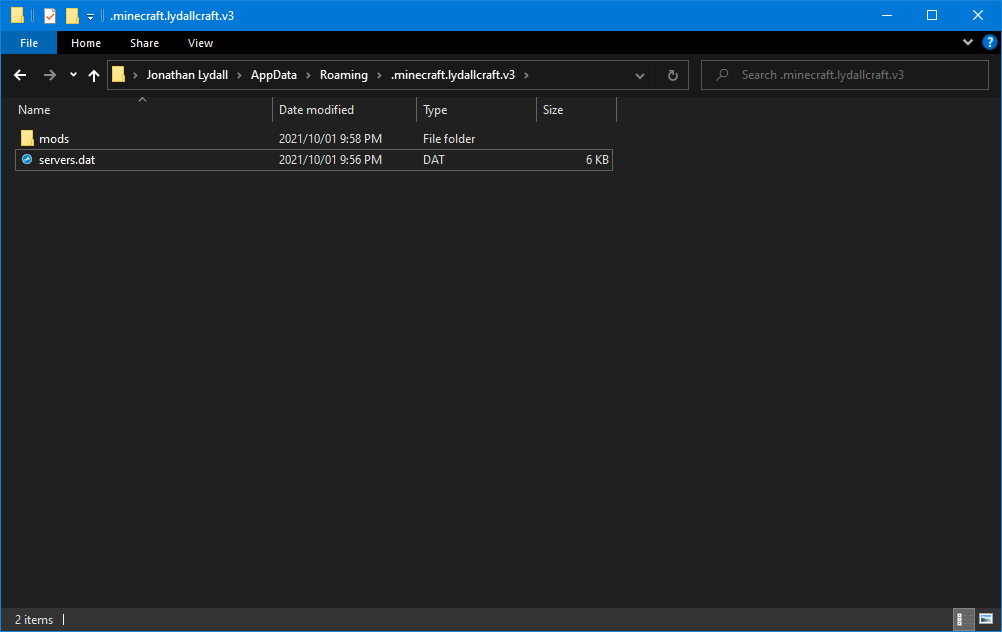 .minecraft.lydallcraft.v3
File Home Share View
Jonathan Lydall AppData Roaming .minecraft.lydallcraft.v3 Search .minecraft.lydallcraft.v3
Name Date modified Type Size
mods 2021/10/01 9:58 PM File folder
servers.dat 2021/10/01 9:56 PM DAT 6 KB
2 items